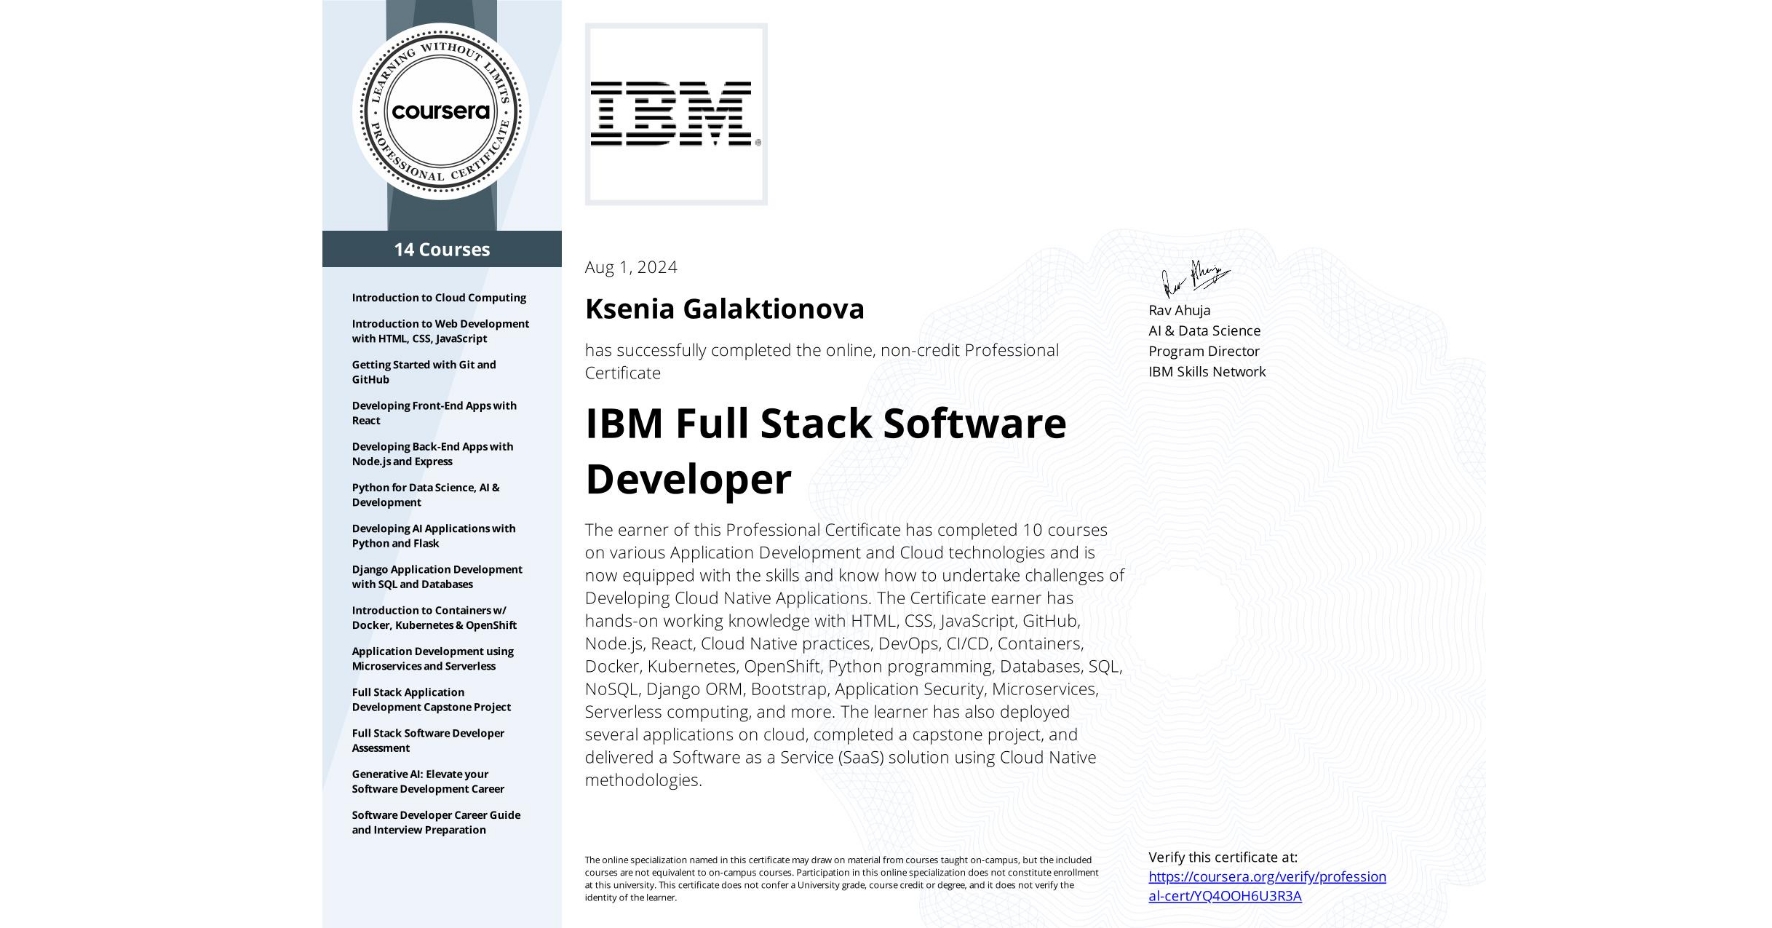 LEARNING WITHOUT LIMITS
coursera
PROFESSIONAL CERTIFICATE
14 Courses
Introduction to Cloud Computing
Introduction to Web Development
with HTML, CSS, JavaScript
Getting Started with Git and
GitHub
Developing Front-End Apps with
React
Developing Back-End Apps with
Node.js and Express
Python for Data Science, AI &
Development
Developing AI Applications with
Python and Flask
Django Application Development
with SQL and Databases
Introduction to Containers w/
Docker, Kubernetes & OpenShift
Application Development using
Microservices and Serverless
Full Stack Application
Development Capstone Project
Full Stack Software Developer
Assessment
Generative AI: Elevate your
Software Development Career
Software Developer Career Guide
and Interview Preparation
IBM®
Aug 1, 2024
Ksenia Galaktionova
has successfully completed the online, non-credit Professional
Certificate
IBM Full Stack Software
Developer
The earner of this Professional Certificate has completed 10 courses
on various Application Development and Cloud technologies and is
now equipped with the skills and know how to undertake challenges of
Developing Cloud Native Applications. The Certificate earner has
hands-on working knowledge with HTML, CSS, JavaScript, GitHub,
Node.js, React, Cloud Native practices, DevOps, CI/CD, Containers,
Docker, Kubernetes, OpenShift, Python programming, Databases, SQL,
NoSQL, Django ORM, Bootstrap, Application Security, Microservices,
Serverless computing, and more. The learner has also deployed
several applications on cloud, completed a capstone project, and
delivered a Software as a Service (SaaS) solution using Cloud Native
methodologies.
The online specialization named in this certificate may draw on material from courses taught on-campus, but the included
courses are not equivalent to on-campus courses. Participation in this online specialization does not constitute enrollment
at this university. This certificate does not confer a University grade, course credit or degree, and it does not verify the
identity of the learner.
Rav Ahuja
Rav Ahuja
AI & Data Science
Program Director
IBM Skills Network
Verify this certificate at:
https://coursera.org/verify/profession
al-cert/YQ4OOH6U3R3A